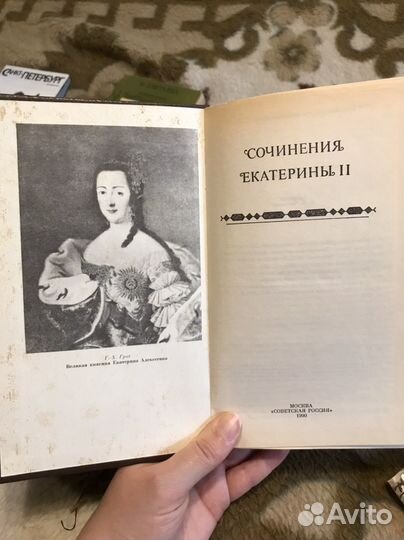 САНКТ-ПЕТЕРБУРГ
Г.-Х. Гроот
Великая княгиня Екатерина Алексеевна
СОЧИНЕНИЯ
ЕКАТЕРИНЫ II
МОСКВА
«СОВЕТСКАЯ РОССИЯ»
1990
Avito